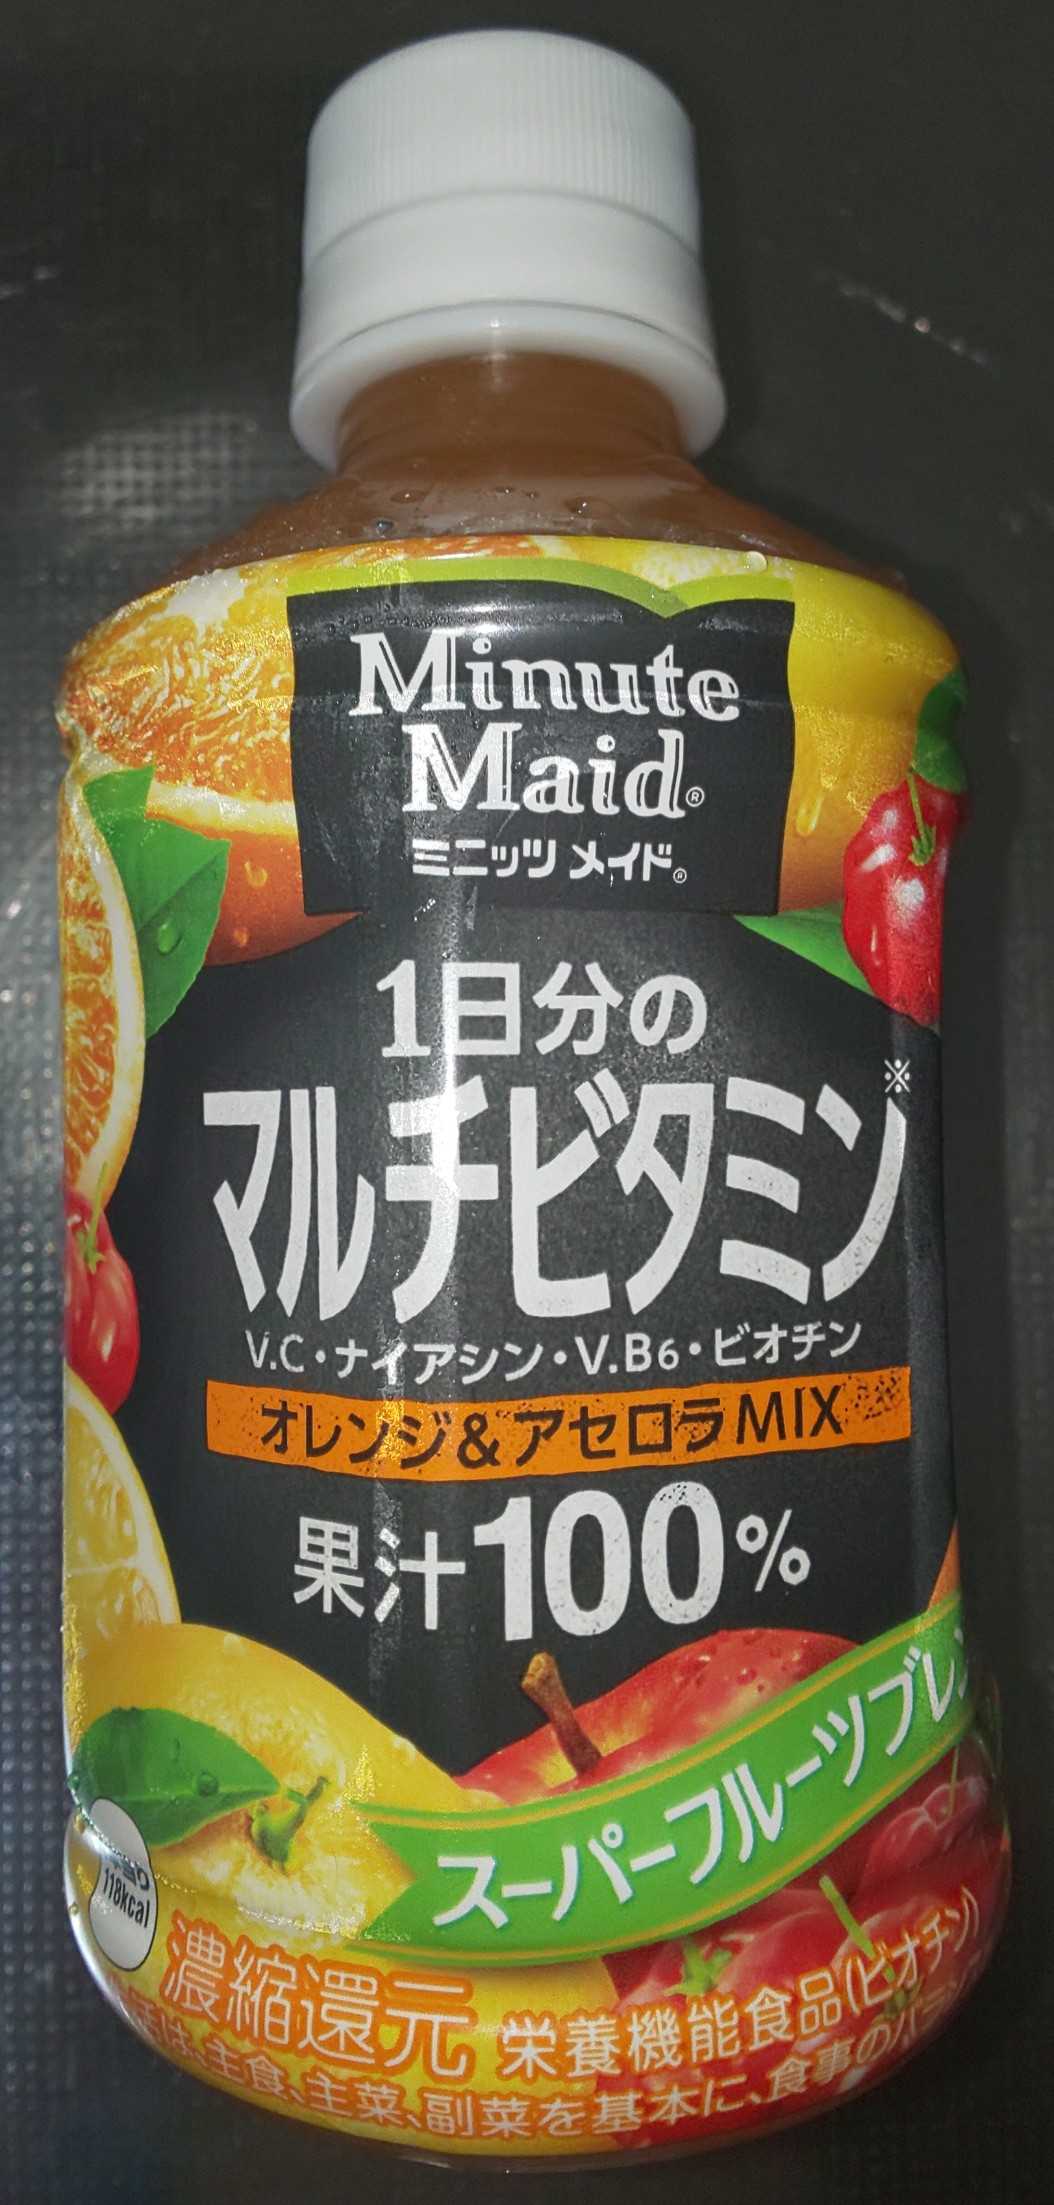 Minute
Maid®
ミニッツ メイド®
1日分の
マルチビタミン※
V.C・ナイアシン・V.B6・ビオチン
オレンジ&アセロラMIX
果汁100%
スーパーフルーツブレン
118kcal
濃縮還元 栄養機能食品(ビオチン)
活は、主食、主菜、副菜を基本に、食事のバ